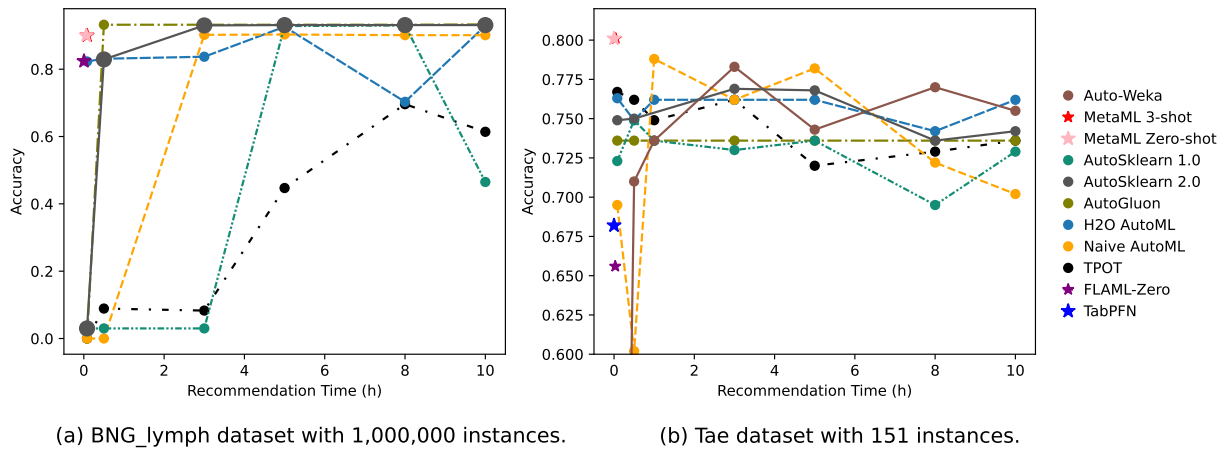 0.8
0.6
0.4
0.2
0.0
Accuracy
0 2 4 6 8 10
Recommendation Time (h)
(a) BNG_lymph dataset with 1,000,000 instances.
0.800
0.775
0.750
0.725
0.700
0.675
0.650
0.625
0.600
Accuracy
0 2 4 6 8 10
Recommendation Time (h)
(b) Tae dataset with 151 instances.
Auto-Weka
MetaML 3-shot
MetaML Zero-shot
AutoSklearn 1.0
AutoSklearn 2.0
AutoGluon
H2O AutoML
Naive AutoML
TPOT
FLAML-Zero
TabPFN